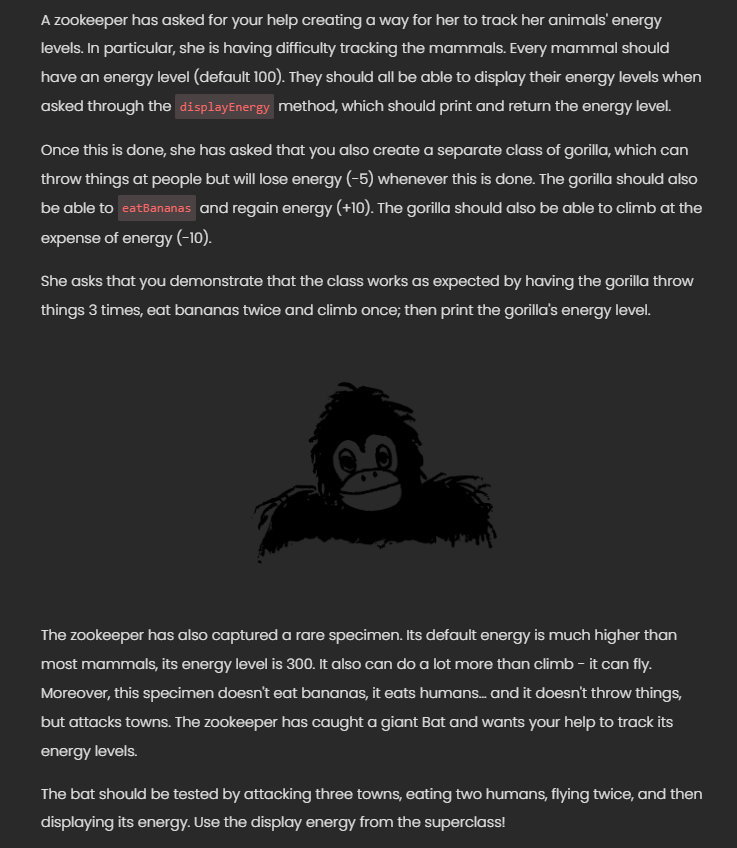 A zookeeper has asked for your help creating a way for her to track her animals' energy
levels. In particular, she is having difficulty tracking the mammals. Every mammal should
have an energy level (default 100). They should all be able to display their energy levels when
asked through the displayEnergy method, which should print and return the energy level.
Once this is done, she has asked that you also create a separate class of gorilla, which can
throw things at people but will lose energy (-5) whenever this is done. The gorilla should also
be able to eatBananas and regain energy (+10). The gorilla should also be able to climb at the
expense of energy (-10).
She asks that you demonstrate that the class works as expected by having the gorilla throw
things 3 times, eat bananas twice and climb once; then print the gorilla's energy level.
The zookeeper has also captured a rare specimen. Its default energy is much higher than
most mammals, its energy level is 300. It also can do a lot more than climb - it can fly.
Moreover, this specimen doesn't eat bananas, it eats humans... and it doesn't throw things,
but attacks towns. The zookeeper has caught a giant Bat and wants your help to track its
energy levels.
The bat should be tested by attacking three towns, eating two humans, flying twice, and then
displaying its energy. Use the display energy from the superclass!